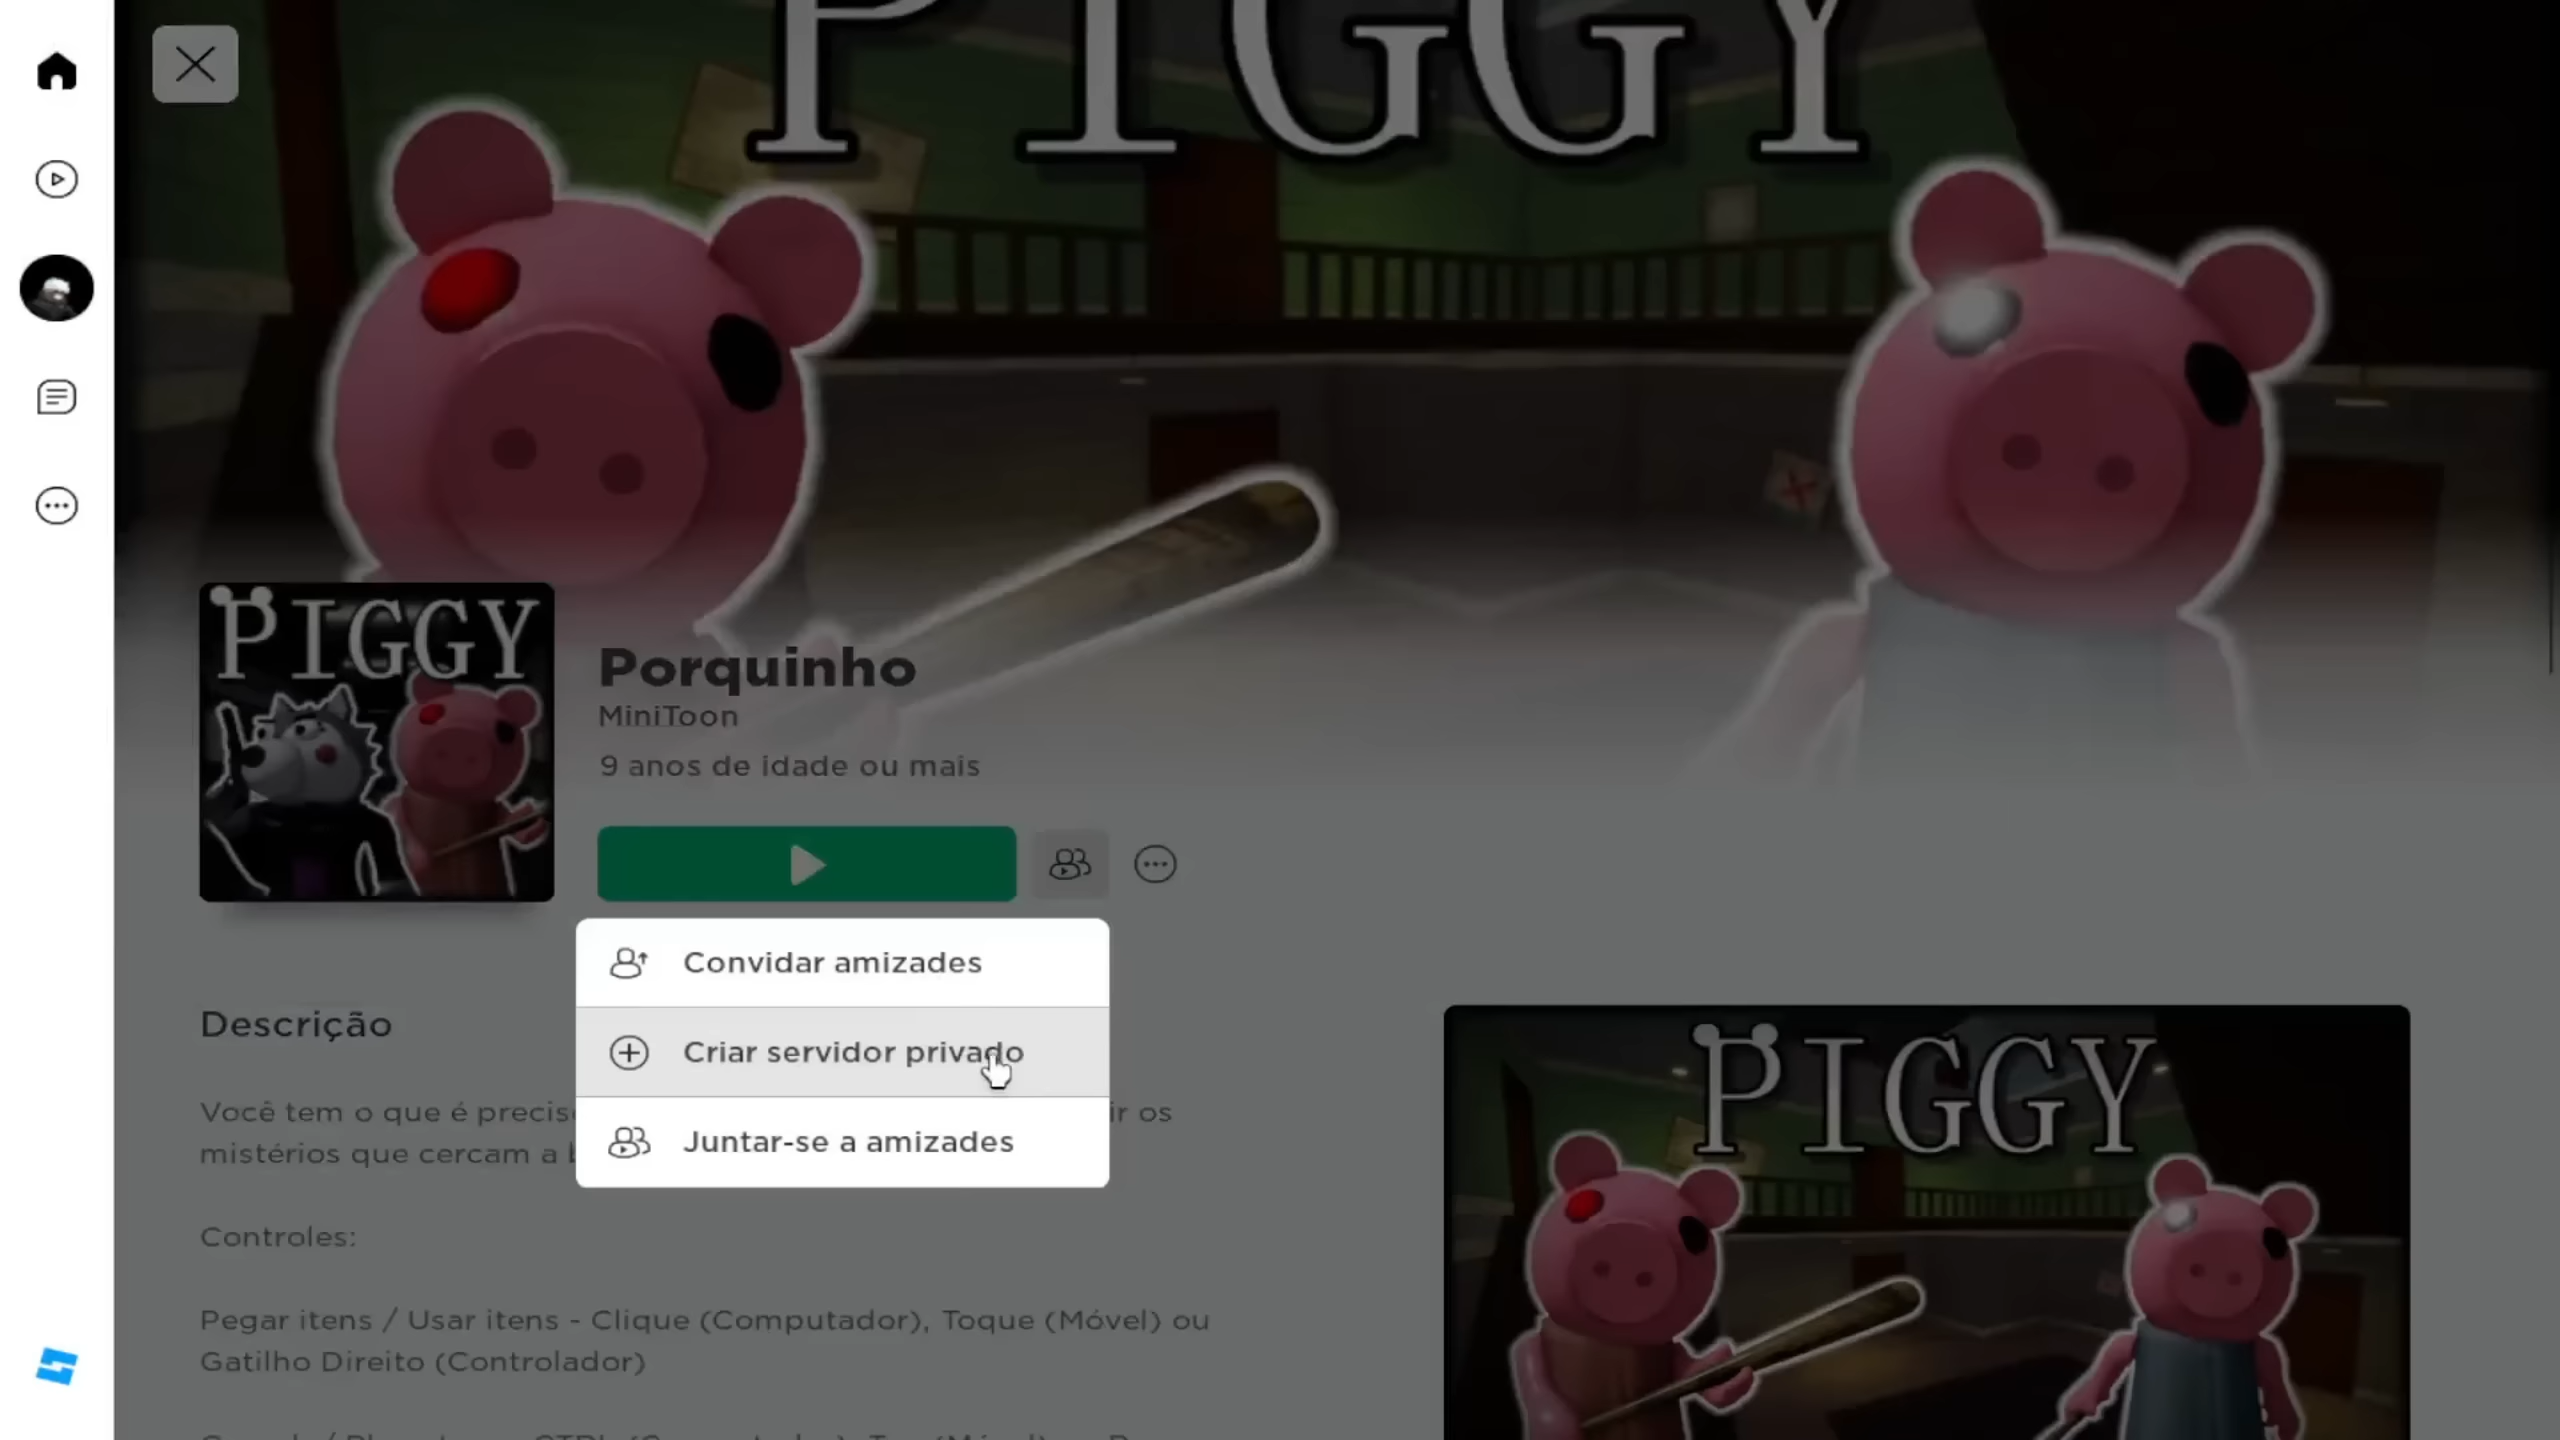 PIGGY
PIGGY
Porquinho
MiniToon
9 anos de idade ou mais
Convidar amizades
Criar servidor privado
Juntar-se a amizades
Descrição
Você tem o que é ir os
mistérios que cercam a
Controles:
Pegar itens / Usar itens - Clique (Computador), Toque (Móvel) ou
Gatilho Direito (Controlador)
PIGGY